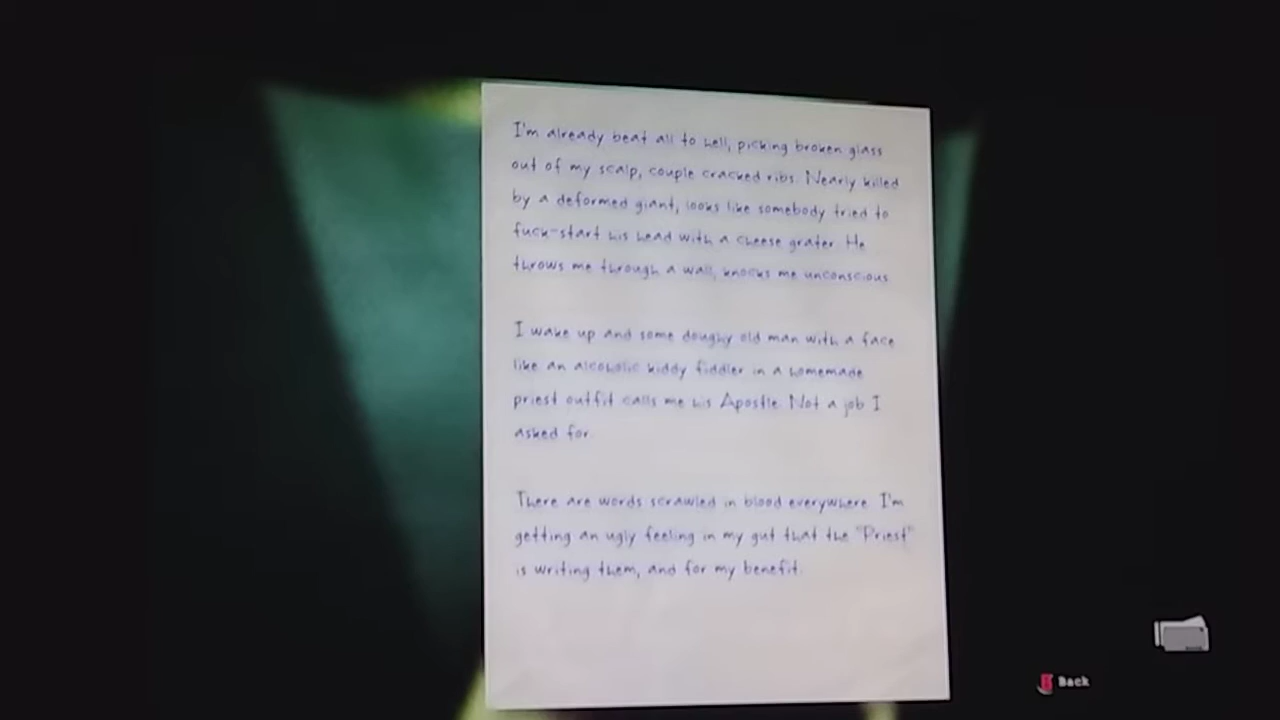 I'm already beat all to hell, picking broken glass
out of my scalp, couple cracked ribs. Nearly killed
by a deformed giant, looks like somebody tried to
fuck-start his head with a cheese grater. He
throws me through a wall, knocks me unconscious.
I wake up and some doughy old man with a face
like an alcoholic kiddy fiddler in a homemade
priest outfit calls me his Apostle. Not a job I
asked for.
There are words scrawled in blood everywhere. I'm
getting an ugly feeling in my gut that the "Priest"
is writing them, and for my benefit.
Back